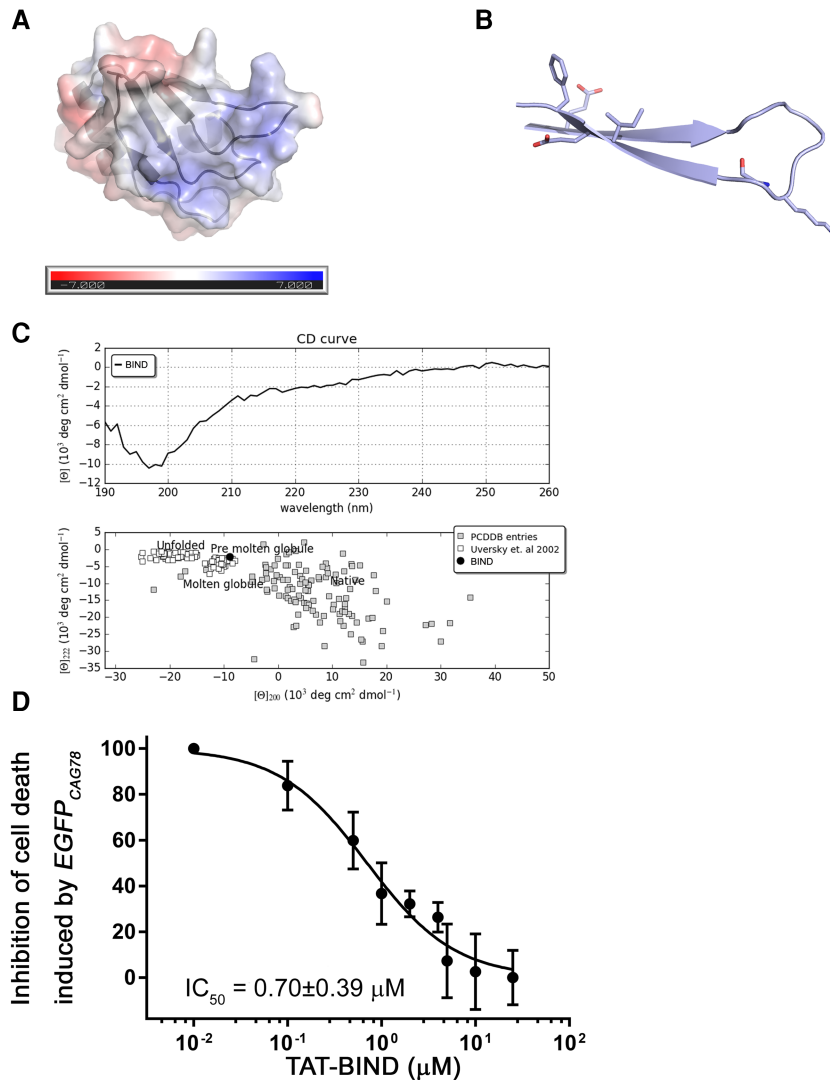 A
B
−7.000 7.000
C
CD curve
BIND
[Θ] (10³ deg cm² dmol⁻¹)
2
0
−2
−4
−6
−8
−10
−12
190 200 210 220 230 240 250 260
wavelength (nm)
[Θ]₂₂₂ (10³ deg cm² dmol⁻¹)
5
0
−5
−10
−15
−20
−25
−30
−35
Unfolded
Pre molten globule
Molten globule
Native
PCDDB entries
Uversky et. al 2002
BIND
−30 −20 −10 0 10 20 30 40 50
[Θ]₂₀₀ (10³ deg cm² dmol⁻¹)
D
Inhibition of cell death
induced by EGFP_CAG78
100
80
60
40
20
0
IC₅₀ = 0.70±0.39 μM
10⁻² 10⁻¹ 10⁰ 10¹ 10²
TAT-BIND (μM)